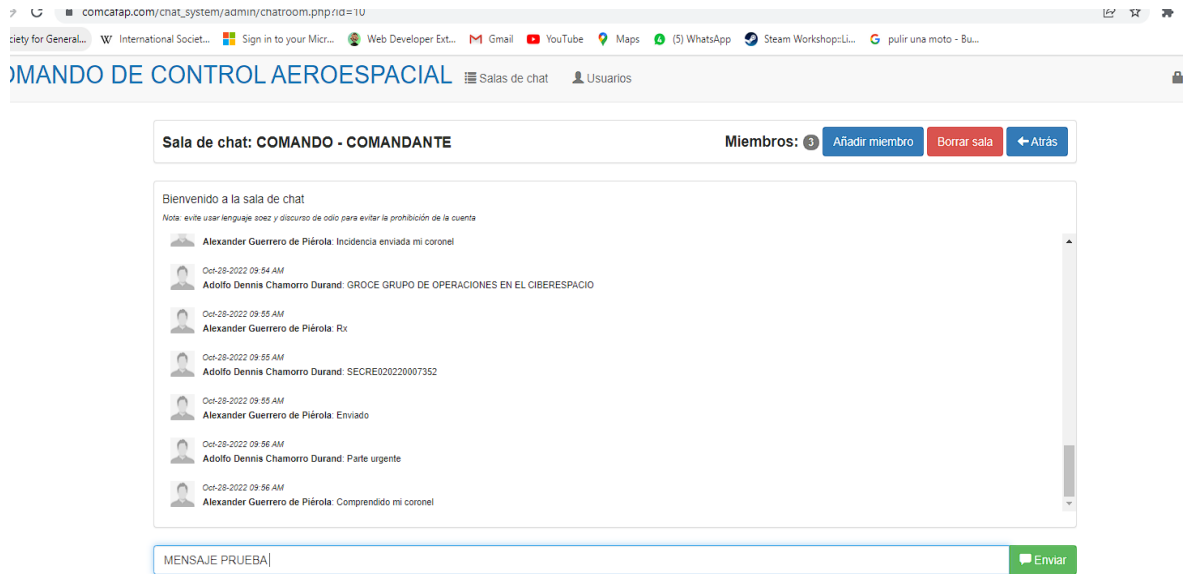 comcafap.com/chat_system/admin/chatroom.php?id=10
ciety for General... International Societ... Sign in to your Micr... Web Developer Ext... Gmail YouTube Maps (5) WhatsApp Steam Workshop::Li... pulir una moto - Bu...
OMANDO DE CONTROL AEROESPACIAL Salas de chat Usuarios
Sala de chat: COMANDO - COMANDANTE Miembros: 3 Añadir miembro Borrar sala Atrás
Bienvenido a la sala de chat
Nota: evite usar lenguaje soez y discurso de odio para evitar la prohibición de la cuenta
Alexander Guerrero de Piérola: Incidencia enviada mi coronel
Oct-28-2022 09:54 AM
Adolfo Dennis Chamorro Durand: GROCE GRUPO DE OPERACIONES EN EL CIBERESPACIO
Oct-28-2022 09:55 AM
Alexander Guerrero de Piérola: Rx
Oct-28-2022 09:55 AM
Adolfo Dennis Chamorro Durand: SECRE020220007352
Oct-28-2022 09:55 AM
Alexander Guerrero de Piérola: Enviado
Oct-28-2022 09:56 AM
Adolfo Dennis Chamorro Durand: Parte urgente
Oct-28-2022 09:56 AM
Alexander Guerrero de Piérola: Comprendido mi coronel
MENSAJE PRUEBA Enviar